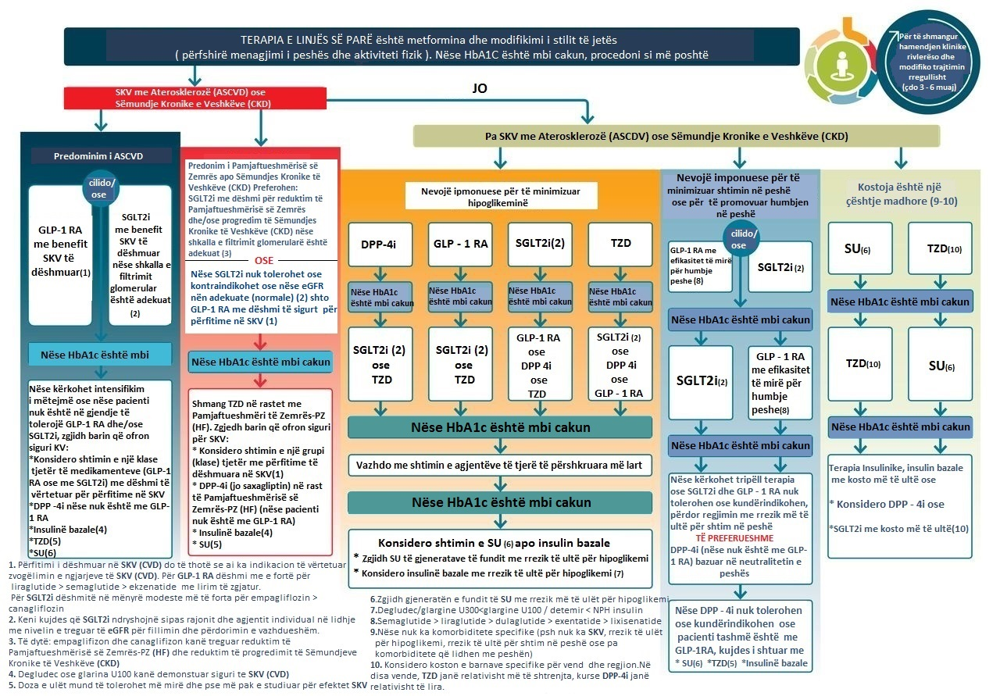 TERAPIA E LINJËS SË PARË është metformina dhe modifikimi i stilit të jetës
( përfshirë menagjimi i peshës dhe aktiviteti fizik ). Nëse HbA1C është mbi cakun, procedoni si më poshtë
Për të shmangur
hamendjen klinike
rivlerëso dhe
modifiko trajtimin
rregullisht
(çdo 3 - 6 muaj)
SKV me Aterosklerozë (ASCVD) ose
Sëmundje Kronike e Veshkëve (CKD)
JO
Pa SKV me Aterosklerozë (ASCDV) ose Sëmundje Kronike e Veshkëve (CKD)
Predominim i ASCVD
cilido/
ose
GLP-1 RA
me benefit
SKV të
dëshmuar(1)
SGLT2i
me benefit
SKV të
dëshmuar
nëse shkalla e
filtrimit
glomerular
është adekuat
(2)
Nëse HbA1c është mbi
Nëse kërkohet intensifikim
i mëtejmë ose nëse pacienti
nuk është në gjendje të
tolerojë GLP-1 RA dhe/ose
SGLT2i, zgjidh barin që ofron
siguri KV:
*Konsidero shtimin e një klase
tjetër të medikamenteve (GLP-1
RA ose me SGLT2i) me dëshmi të
vërtetuar për përfitime në SKV
*DPP -4i nëse nuk është me GLP-
1 RA
*Insulinë bazale(4)
*TZD(5)
*SU(6)
Predonim i Pamjaftueshmërisë së
Zemrës apo Sëmundjes Kronike të
Veshkëve (CKD) Preferohen:
SGLT2i me dëshmi për reduktim të
Pamjaftueshmërisë së Zemrës
dhe/ose progredim të Sëmundjes
Kronike të Veshkëve (CKD) nëse
shkalla e filtrimit glomerularë është
adekuat (3)
OSE
Nëse SGLT2i nuk tolerohet ose
kontraindikohet ose nëse eGFR
nën adekuate (normale) (2) shto
GLP-1 RA me dëshmi të sigurt për
përfitime në SKV (1)
Nëse HbA1c është mbi cakun
Shmang TZD në rastet me
Pamjaftueshmëri të Zemrës-PZ
(HF). Zgjedh barin që ofron siguri
për SKV:
* Konsidero shtimin e një grupi
(klase) tjetër me përfitime të
dëshmuara në SKV(1)
* DPP-4i (jo saxagliptin) në rast
të Pamjaftueshmërisë së
Zemrës-PZ (HF) (nëse pacienti
nuk është me GLP-1 RA)
* Insulinë bazale(4)
* SU(5)
Nevojë ipmonuese për të minimizuar
hipoglikeminë
DPP-4i
GLP - 1 RA
SGLT2i(2)
TZD
Nëse HbA1c
është mbi cakun
Nëse HbA1c
është mbi cakun
Nëse HbA1c
është mbi cakun
Nëse HbA1c
është mbi cakun
SGLT2i (2)
ose
TZD
SGLT2i (2)
ose
TZD
GLP-1 RA
ose
DPP 4i
ose
TZD
SGLT2i (2)
ose
DPP 4i
ose
GLP - 1 RA
Nëse HbA1c është mbi cakun
Vazhdo me shtimin e agjentëve të tjerë të përshkruara më lart
Nëse HbA1c është mbi cakun
Konsidero shtimin e SU (6) apo insulin bazale
* Zgjidh SU të gjeneratave të fundit me rrezik të ultë për hipoglikemi
* Konsidero insulinë bazale me rrezik të ultë për hipoglikemi (7)
Nevojë imponuese për të
minimizuar shtimin në peshë
ose për të promovuar humbjen
në peshë
cilido/
ose
GLP-1 RA me
efikasitet të mirë
për humbje
peshe (8)
SGLT2i (2)
Nëse HbA1c është mbi cakun
SGLT2i(2)
GLP - 1 RA
me efikasitet
të mirë për
humbje
peshe(8)
Nëse HbA1c është mbi cakun
Nëse kërkohet tripëll terapia
ose SGLT2i dhe GLP - 1 RA nuk
tolerohen ose kundërindikohen,
përdor regjimin me rrezik më të
ultë për shtim në peshë
TË PREFERUESHME
DPP-4i (nëse nuk është me GLP-
1 RA) bazuar në neutralitetin e
peshës
Nëse DPP - 4i nuk tolerohen
ose kundërindikohen ose
pacienti tashmë është me
GLP-1RA, kujdes i shtuar me
* SU(6) *TZD(5) *Insulinë bazale
Kostoja është një
çështje madhore (9-10)
SU(6)
TZD(10)
Nëse HbA1c është mbi cakun
TZD(10)
SU(6)
Nëse HbA1c është mbi cakun
Terapia Insulinike, insulin bazale
me kosto më të ultë ose
* Konsidero DPP - 4i ose
*SGLT2i me kosto më të ultë(10)
1. Përfitimi i dëshmuar në SKV (CVD) do të thotë se ai ka indikacion të vërtetuar
zvogëlimin e ngjarjeve të SKV (CVD). Për GLP-1 RA dëshmi me e fortë për
liraglutide > semaglutide > ekzenatide me lirim të zgjatur.
Për SGLT2i dëshmitë në mënyrë modeste më të forta për empagliflozin >
canagliflozin
2. Keni kujdes që SGLT2i ndryshojnë sipas rajonit dhe agjentit individual në lidhje
me nivelin e treguar të eGFR për fillimin dhe përdorimin e vazhdueshëm.
3. Të dytë: empaglifizon dhe canaglifizon kanë treguar reduktim të
Pamjaftueshmërisë së Zemrës-PZ (HF) dhe reduktim të progredimit të Sëmundjeve
Kronike të Veshkëve (CKD)
4. Degludec ose glarina U100 kanë demonstuar siguri te SKV (CVD)
5. Doza e ulët mund të tolerohet më mirë dhe pse më pak e studiuar për efektet SKV
6.Zgjidh gjeneratën e fundit të SU me rrezik më të ulët për hipoglikemi
7.Degludec/glargine U300<glargine U100 / detemir < NPH insulin
8.Semaglutide > liraglutide > dulaglutide > exentatide > lixisenatide
9.Nëse nuk ka komorbiditete specifike (psh nuk ka SKV, rrezik të ulët
për hipoglikemi, rrezik të ultë për shtim në peshë ose pa
komorbiditete që lidhen me peshën)
10. Konsidero koston e barnave specifike për vend dhe regjion.Në
disa vende, TZD janë relativisht më të shtrenjta, kurse DPP-4i janë
relativisht të lira.